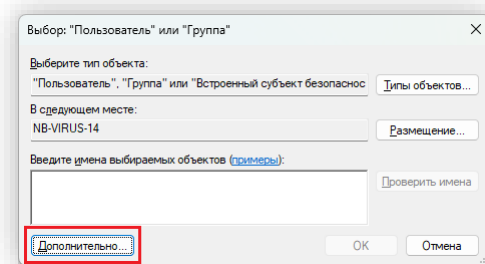 Выбор: "Пользователь" или "Группа"
Выберите тип объекта:
"Пользователь", "Группа" или "Встроенный субъект безопаснос
Типы объектов...
В следующем месте:
NB-VIRUS-14
Размещение...
Введите имена выбираемых объектов (примеры):
Проверить имена
Дополнительно...
ОК
Отмена